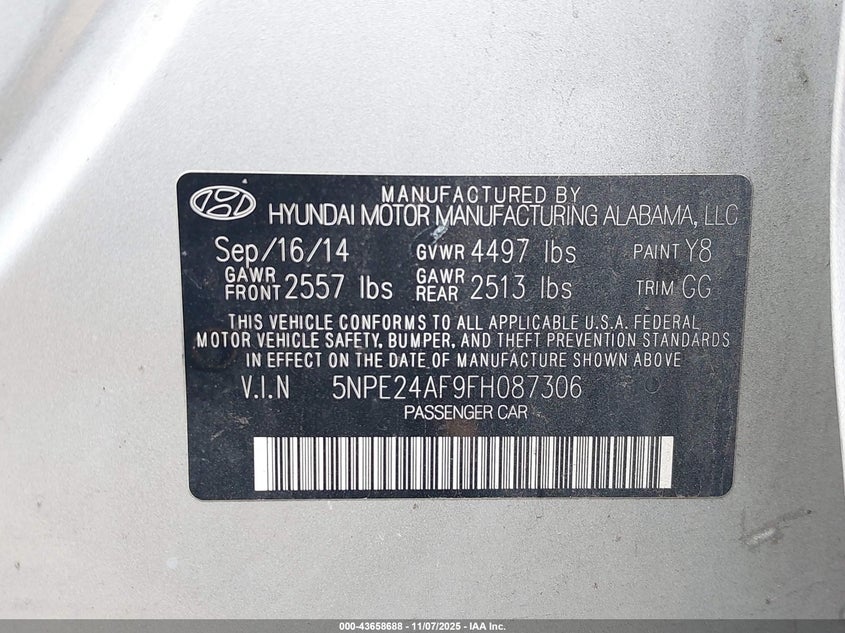 MANUFACTURED BY
HYUNDAI MOTOR MANUFACTURING ALABAMA, LLC
Sep/16/14 GVWR 4497 lbs PAINT Y8
GAWR FRONT 2557 lbs GAWR REAR 2513 lbs TRIM GG
THIS VEHICLE CONFORMS TO ALL APPLICABLE U.S.A. FEDERAL
MOTOR VEHICLE SAFETY, BUMPER, AND THEFT PREVENTION STANDARDS
IN EFFECT ON THE DATE OF MANUFACTURE SHOWN ABOVE
V.I.N 5NPE24AF9FH087306
PASSENGER CAR
000-43658688 - 11/07/2025 - IAA Inc.